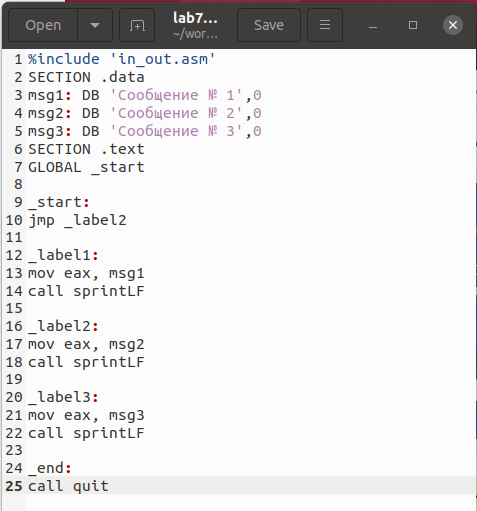 Open lab7... ~/wor... Save
1 %include 'in_out.asm'
2 SECTION .data
3 msg1: DB 'Сообщение № 1',0
4 msg2: DB 'Сообщение № 2',0
5 msg3: DB 'Сообщение № 3',0
6 SECTION .text
7 GLOBAL _start
8
9 _start:
10 jmp _label2
11
12 _label1:
13 mov eax, msg1
14 call sprintLF
15
16 _label2:
17 mov eax, msg2
18 call sprintLF
19
20 _label3:
21 mov eax, msg3
22 call sprintLF
23
24 _end:
25 call quit